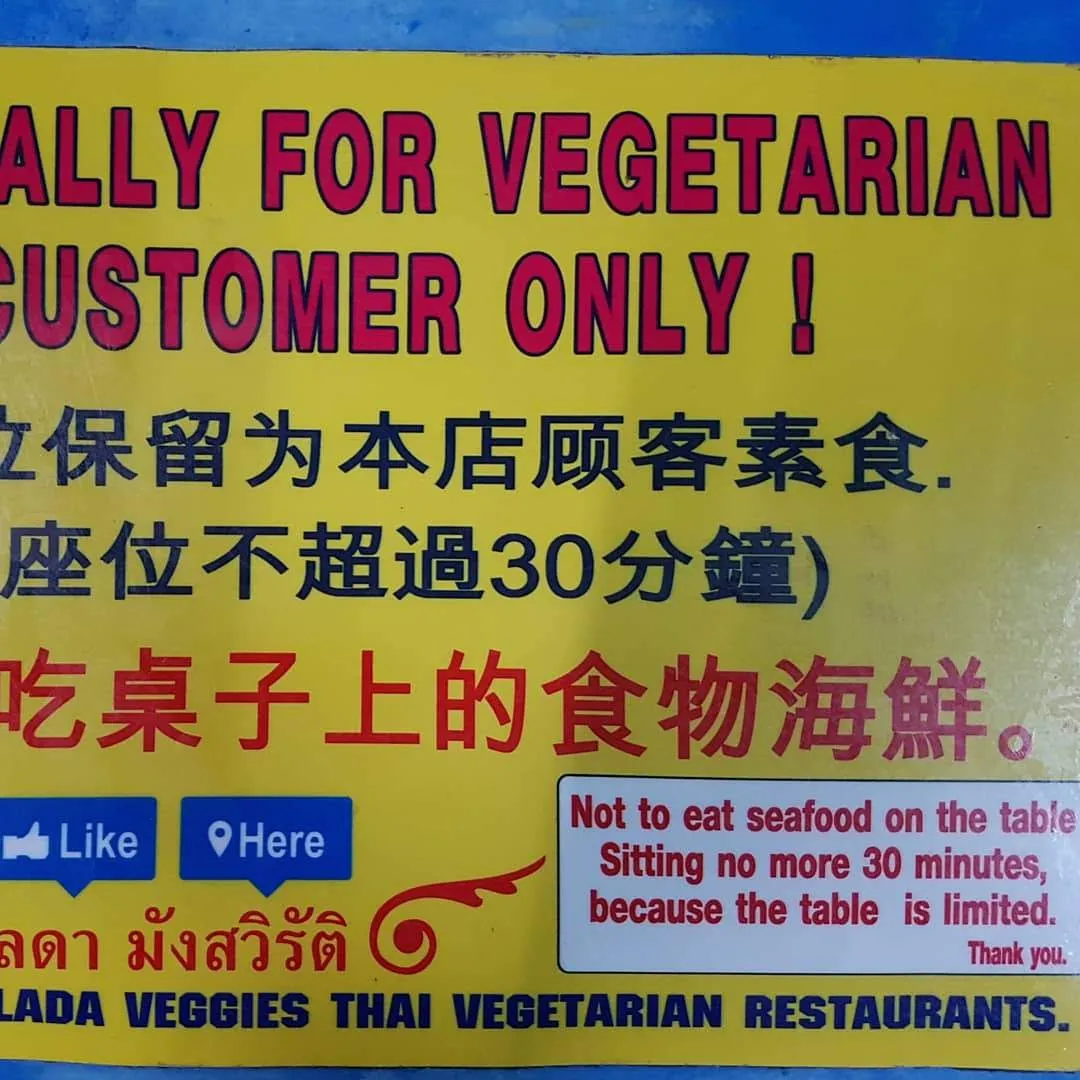 ALLY FOR VEGETARIAN
CUSTOMER ONLY !
位保留为本店顾客素食.
座位不超過30分鐘)
吃桌子上的食物海鮮。
Like
Here
Not to eat seafood on the table
Sitting no more 30 minutes,
because the table is limited.
Thank you.
ลดา มังสวิรัติ
LADA VEGGIES THAI VEGETARIAN RESTAURANTS.